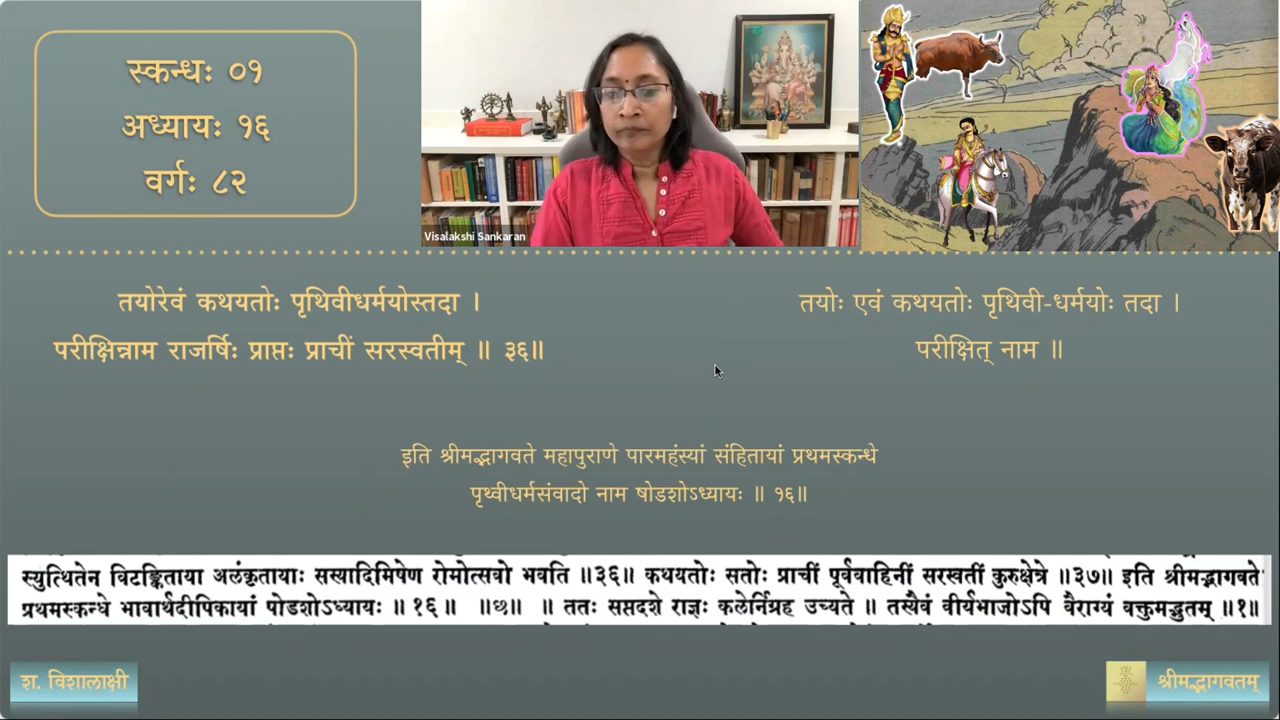 स्कन्धः ०१
अध्यायः १६
वर्गः ८२
Visalakshi Sankaran
तयोरेवं कथयतोः पृथिवीधर्मयोस्तदा ।
परीक्षिन्नाम राजर्षिः प्राप्तः प्राचीं सरस्वतीम् ॥ ३६॥
तयोः एवं कथयतोः पृथिवी-धर्मयोः तदा ।
परीक्षित् नाम ॥
इति श्रीमद्भागवते महापुराणे पारमहंस्यां संहितायां प्रथमस्कन्धे
पृथ्वीधर्मसंवादो नाम षोडशोऽध्यायः ॥ १६॥
स्युत्थितेन विटङ्किताया अलंकृतायाः सस्यादिमिषेण रोमोत्सवो भवति ॥३६॥ कथयतोः सतोः प्राचीं पूर्ववाहिनीं सरस्वतीं कुरुक्षेत्रे ॥३७॥ इति श्रीमद्भागवते
प्रथमस्कन्धे भावार्थदीपिकायां षोडशोऽध्यायः ॥ १६॥ ॥छ॥ ॥ ततः सप्तदशे राज्ञः कलेर्निग्रह उच्यते ॥ तस्यैवं वीर्यभाजोऽपि वैराग्यं वक्तुमद्भुतम् ॥१॥
श. विशालाक्षी
श्रीमद्भागवतम्